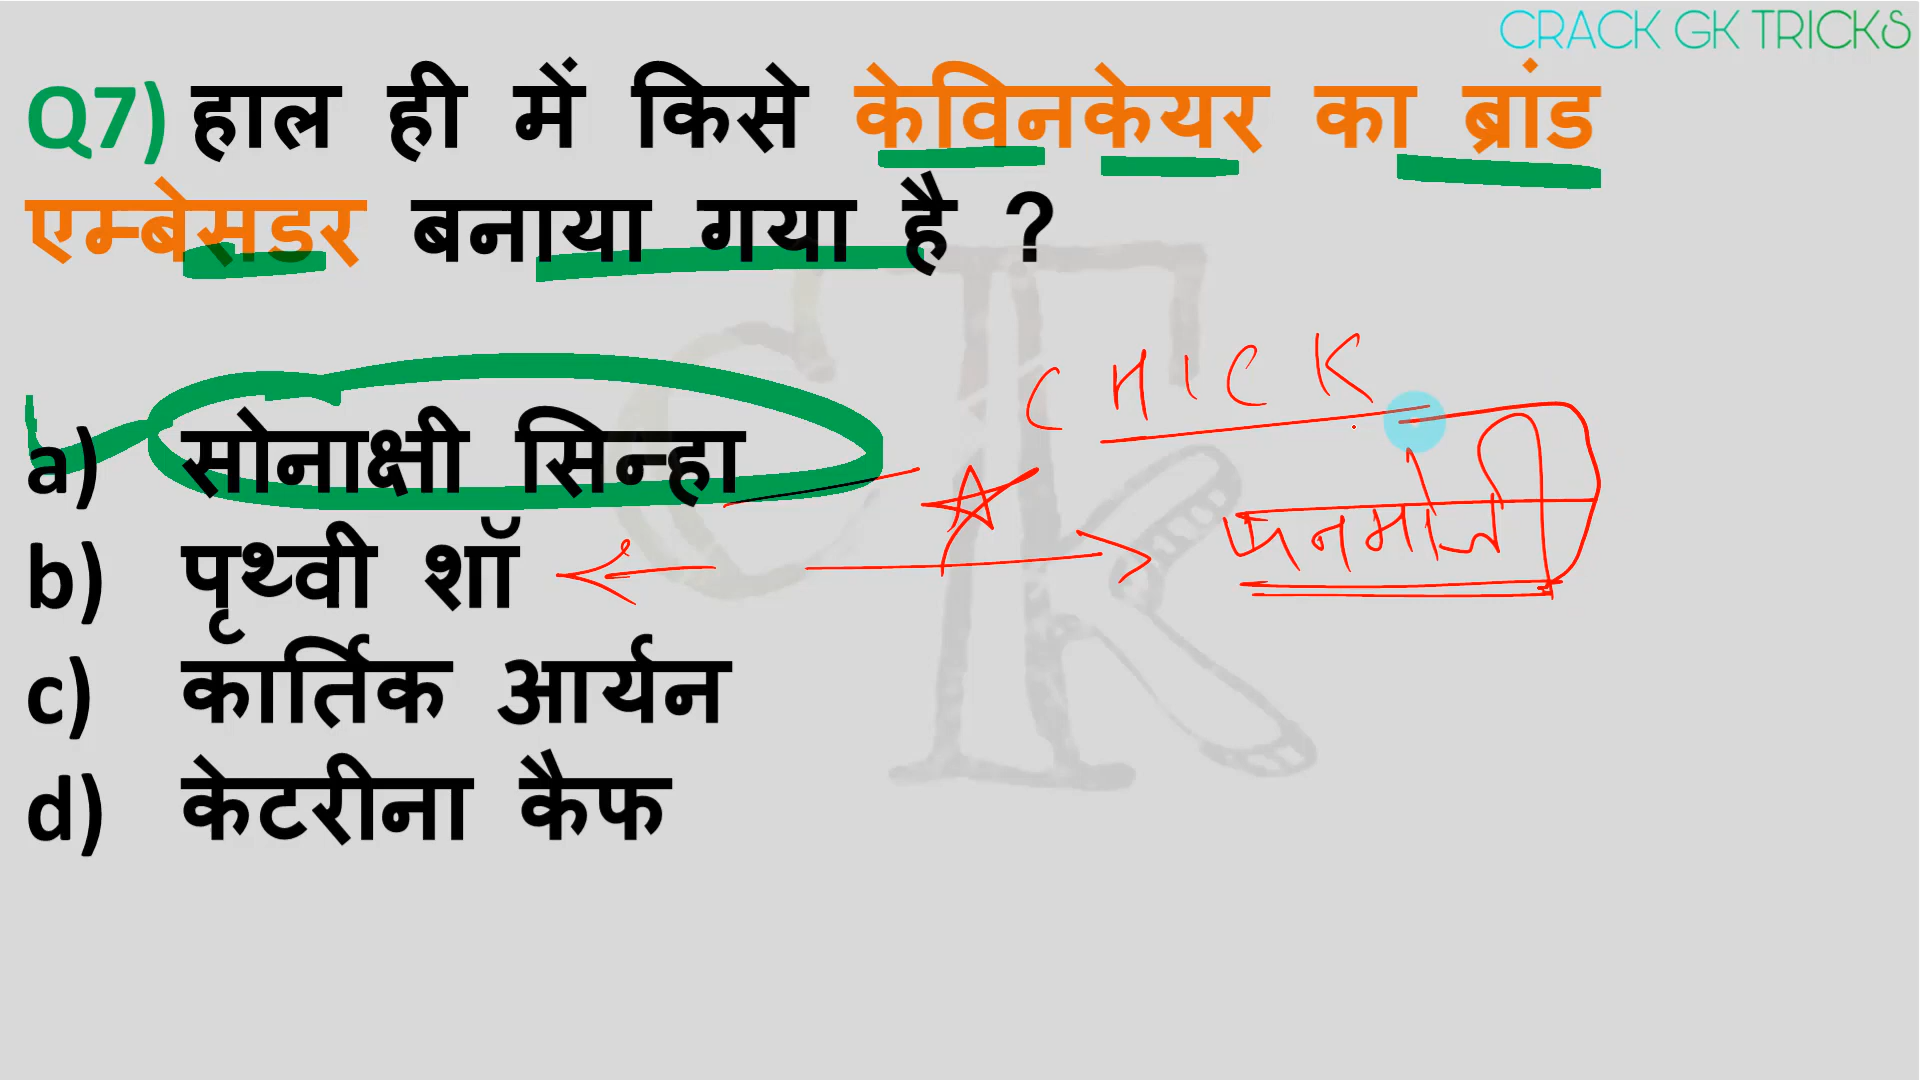 CRACK GK TRICKS
Q7) हाल ही में किसे केविनकेयर का ब्रांड
एम्बेसडर बनाया गया है ?
CHICK
a) सोनाक्षी सिन्हा
b) पृथ्वी शॉ
c) कार्तिक आर्यन
d) केटरीना कैफ